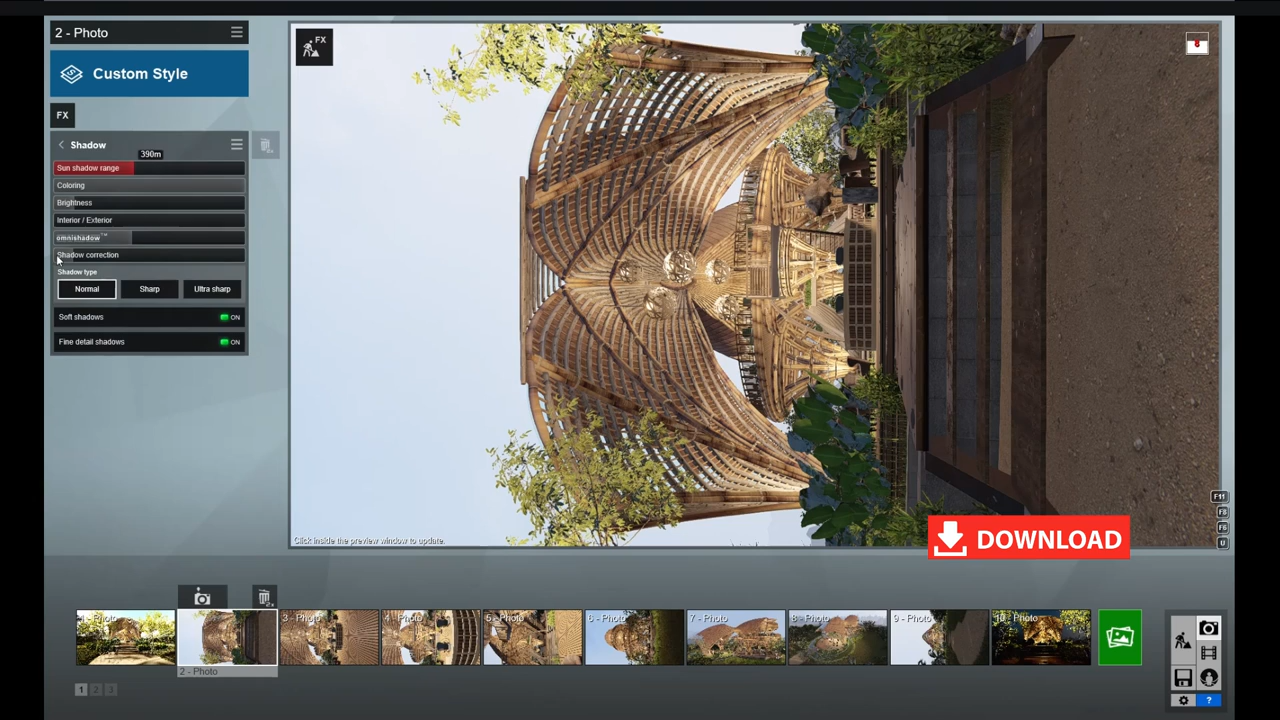 2 - Photo
Custom Style
FX
Shadow
390m
Sun shadow range
Coloring
Brightness
Interior / Exterior
omnishadow™
Shadow correction
Shadow type
Normal
Sharp
Ultra sharp
Soft shadows
ON
Fine detail shadows
ON
FX
Click inside the preview window to update.
F11
F8
F6
U
DOWNLOAD
- Photo
2 - Photo
3 - Photo
4 - Photo
5 - Photo
6 - Photo
7 - Photo
8 - Photo
9 - Photo
10 - Photo
1 2 3
?